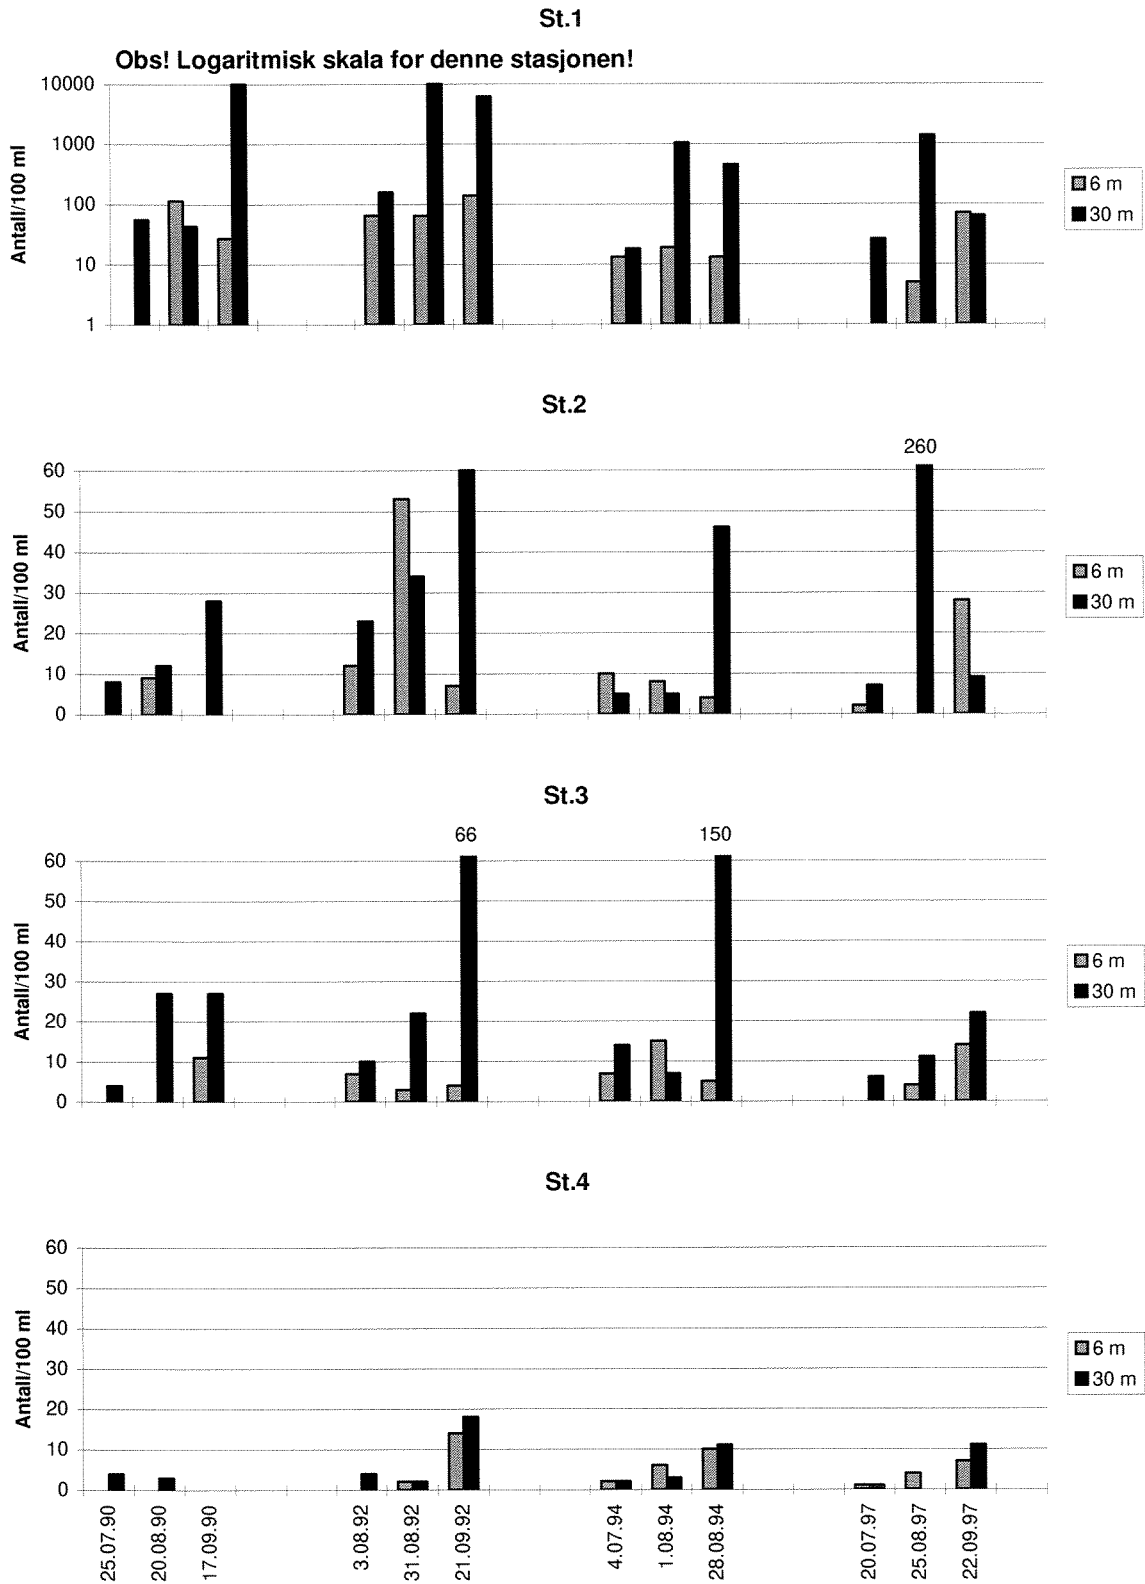 St.1
Obs! Logaritmisk skala for denne stasjonen!
Antall/100 ml
10000
1000
100
10
1
6 m
30 m
St.2
260
Antall/100 ml
60
50
40
30
20
10
0
6 m
30 m
St.3
66
150
Antall/100 ml
60
50
40
30
20
10
0
6 m
30 m
St.4
Antall/100 ml
60
50
40
30
20
10
0
6 m
30 m
25.07.90
20.08.90
17.09.90
3.08.92
31.08.92
21.09.92
4.07.94
1.08.94
28.08.94
20.07.97
25.08.97
22.09.97